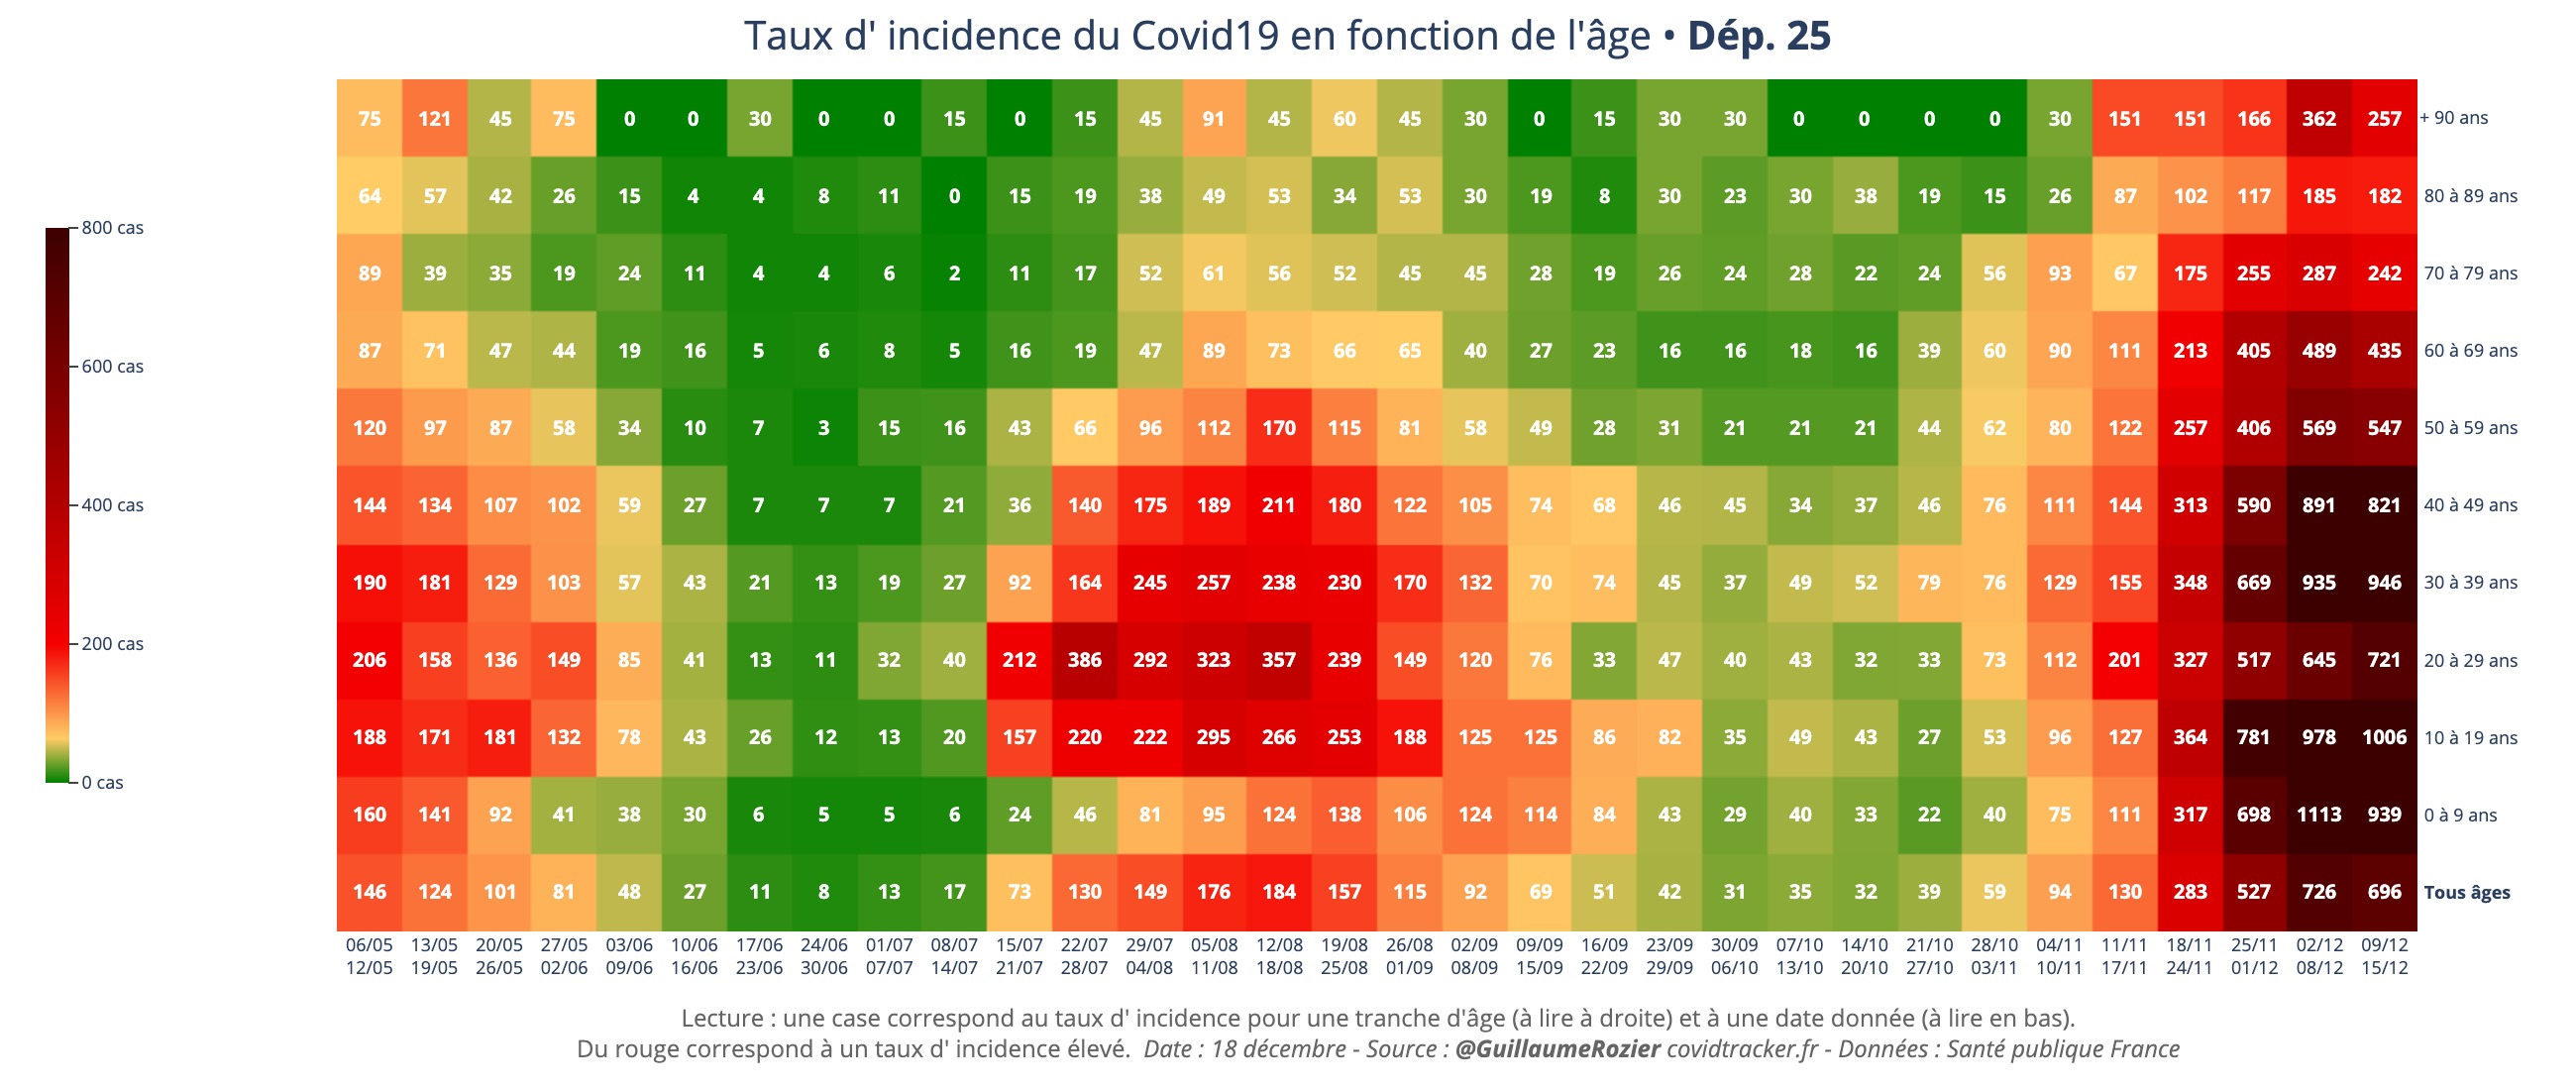 Taux d' incidence du Covid19 en fonction de l'âge • Dép. 25
800 cas
600 cas
400 cas
200 cas
0 cas
75 121 45 75 0 0 30 0 0 15 0 15 45 91 45 60 45 30 0 15 30 30 0 0 0 0 30 151 151 166 362 257 + 90 ans
64 57 42 26 15 4 4 8 11 0 15 19 38 49 53 34 53 30 19 8 30 23 30 38 19 15 26 87 102 117 185 182 80 à 89 ans
89 39 35 19 24 11 4 4 6 2 11 17 52 61 56 52 45 45 28 19 26 24 28 22 24 56 93 67 175 255 287 242 70 à 79 ans
87 71 47 44 19 16 5 6 8 5 16 19 47 89 73 66 65 40 27 23 16 16 18 16 39 60 90 111 213 405 489 435 60 à 69 ans
120 97 87 58 34 10 7 3 15 16 43 66 96 112 170 115 81 58 49 28 31 21 21 21 44 62 80 122 257 406 569 547 50 à 59 ans
144 134 107 102 59 27 7 7 7 21 36 140 175 189 211 180 122 105 74 68 46 45 34 37 46 76 111 144 313 590 891 821 40 à 49 ans
190 181 129 103 57 43 21 13 19 27 92 164 245 257 238 230 170 132 70 74 45 37 49 52 79 76 129 155 348 669 935 946 30 à 39 ans
206 158 136 149 85 41 13 11 32 40 212 386 292 323 357 239 149 120 76 33 47 40 43 32 33 73 112 201 327 517 645 721 20 à 29 ans
188 171 181 132 78 43 26 12 13 20 157 220 222 295 266 253 188 125 125 86 82 35 49 43 27 53 96 127 364 781 978 1006 10 à 19 ans
160 141 92 41 38 30 6 5 5 6 24 46 81 95 124 138 106 124 114 84 43 29 40 33 22 40 75 111 317 698 1113 939 0 à 9 ans
146 124 101 81 48 27 11 8 13 17 73 130 149 176 184 157 115 92 69 51 42 31 35 32 39 59 94 130 283 527 726 696 Tous âges
06/05 13/05 20/05 27/05 03/06 10/06 17/06 24/06 01/07 08/07 15/07 22/07 29/07 05/08 12/08 19/08 26/08 02/09 09/09 16/09 23/09 30/09 07/10 14/10 21/10 28/10 04/11 11/11 18/11 25/11 02/12 09/12
12/05 19/05 26/05 02/06 09/06 16/06 23/06 30/06 07/07 14/07 21/07 28/07 04/08 11/08 18/08 25/08 01/09 08/09 15/09 22/09 29/09 06/10 13/10 20/10 27/10 03/11 10/11 17/11 24/11 01/12 08/12 15/12
Lecture : une case correspond au taux d' incidence pour une tranche d'âge (à lire à droite) et à une date donnée (à lire en bas).
Du rouge correspond à un taux d' incidence élevé. Date : 18 décembre - Source : @GuillaumeRozier covidtracker.fr - Données : Santé publique France